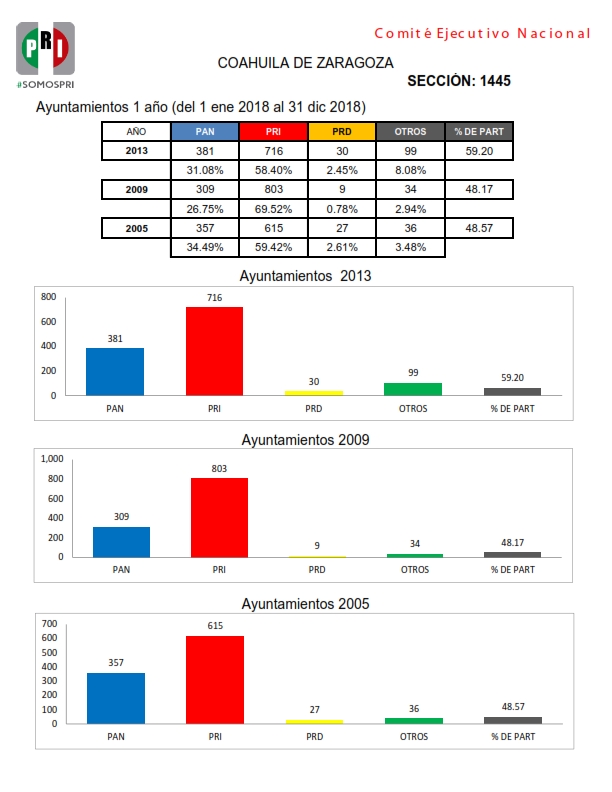 Comité Ejecutivo Nacional
PRI
#SOMOSPRI
COAHUILA DE ZARAGOZA
SECCIÓN: 1445
Ayuntamientos 1 año (del 1 ene 2018 al 31 dic 2018)
AÑO PAN PRI PRD OTROS % DE PART
2013 381 716 30 99 59.20
31.08% 58.40% 2.45% 8.08%
2009 309 803 9 34 48.17
26.75% 69.52% 0.78% 2.94%
2005 357 615 27 36 48.57
34.49% 59.42% 2.61% 3.48%
Ayuntamientos 2013
800
600
400
200
0
381 716 30 99 59.20
PAN PRI PRD OTROS % DE PART
Ayuntamientos 2009
1,000
800
600
400
200
0
309 803 9 34 48.17
PAN PRI PRD OTROS % DE PART
Ayuntamientos 2005
700
600
500
400
300
200
100
0
357 615 27 36 48.57
PAN PRI PRD OTROS % DE PART